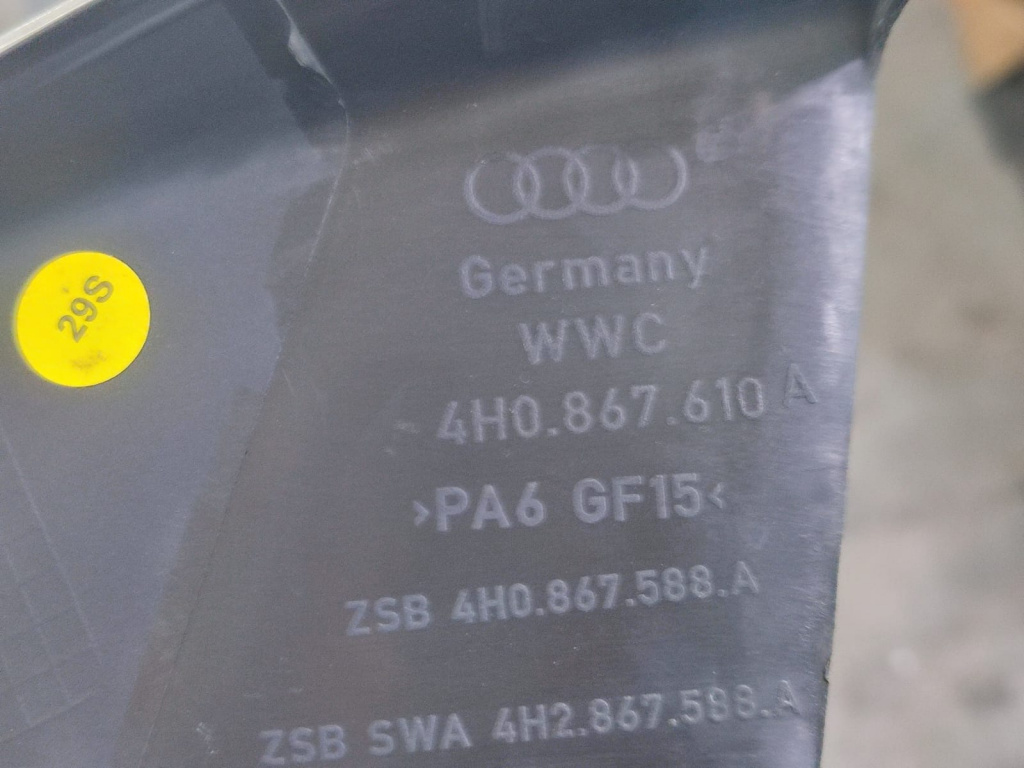 29S
Germany
WWC
4H0.867.610 A
>PA6 GF15<
ZSB 4H0.867.588.A
ZSB SWA 4H2.867.588.A